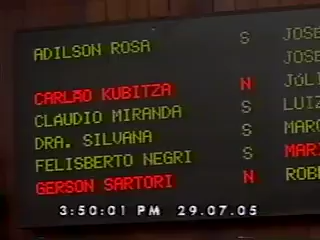 ADILSON ROSA S JOSE
JOSE
CARLÃO KUBITZA N JÚLI
CLAUDIO MIRANDA S LUIZ
DRA. SILVANA S MARC
FELISBERTO NEGRI S MARI
GERSON SARTORI N ROBE
3:50:01 PM 29.07.05